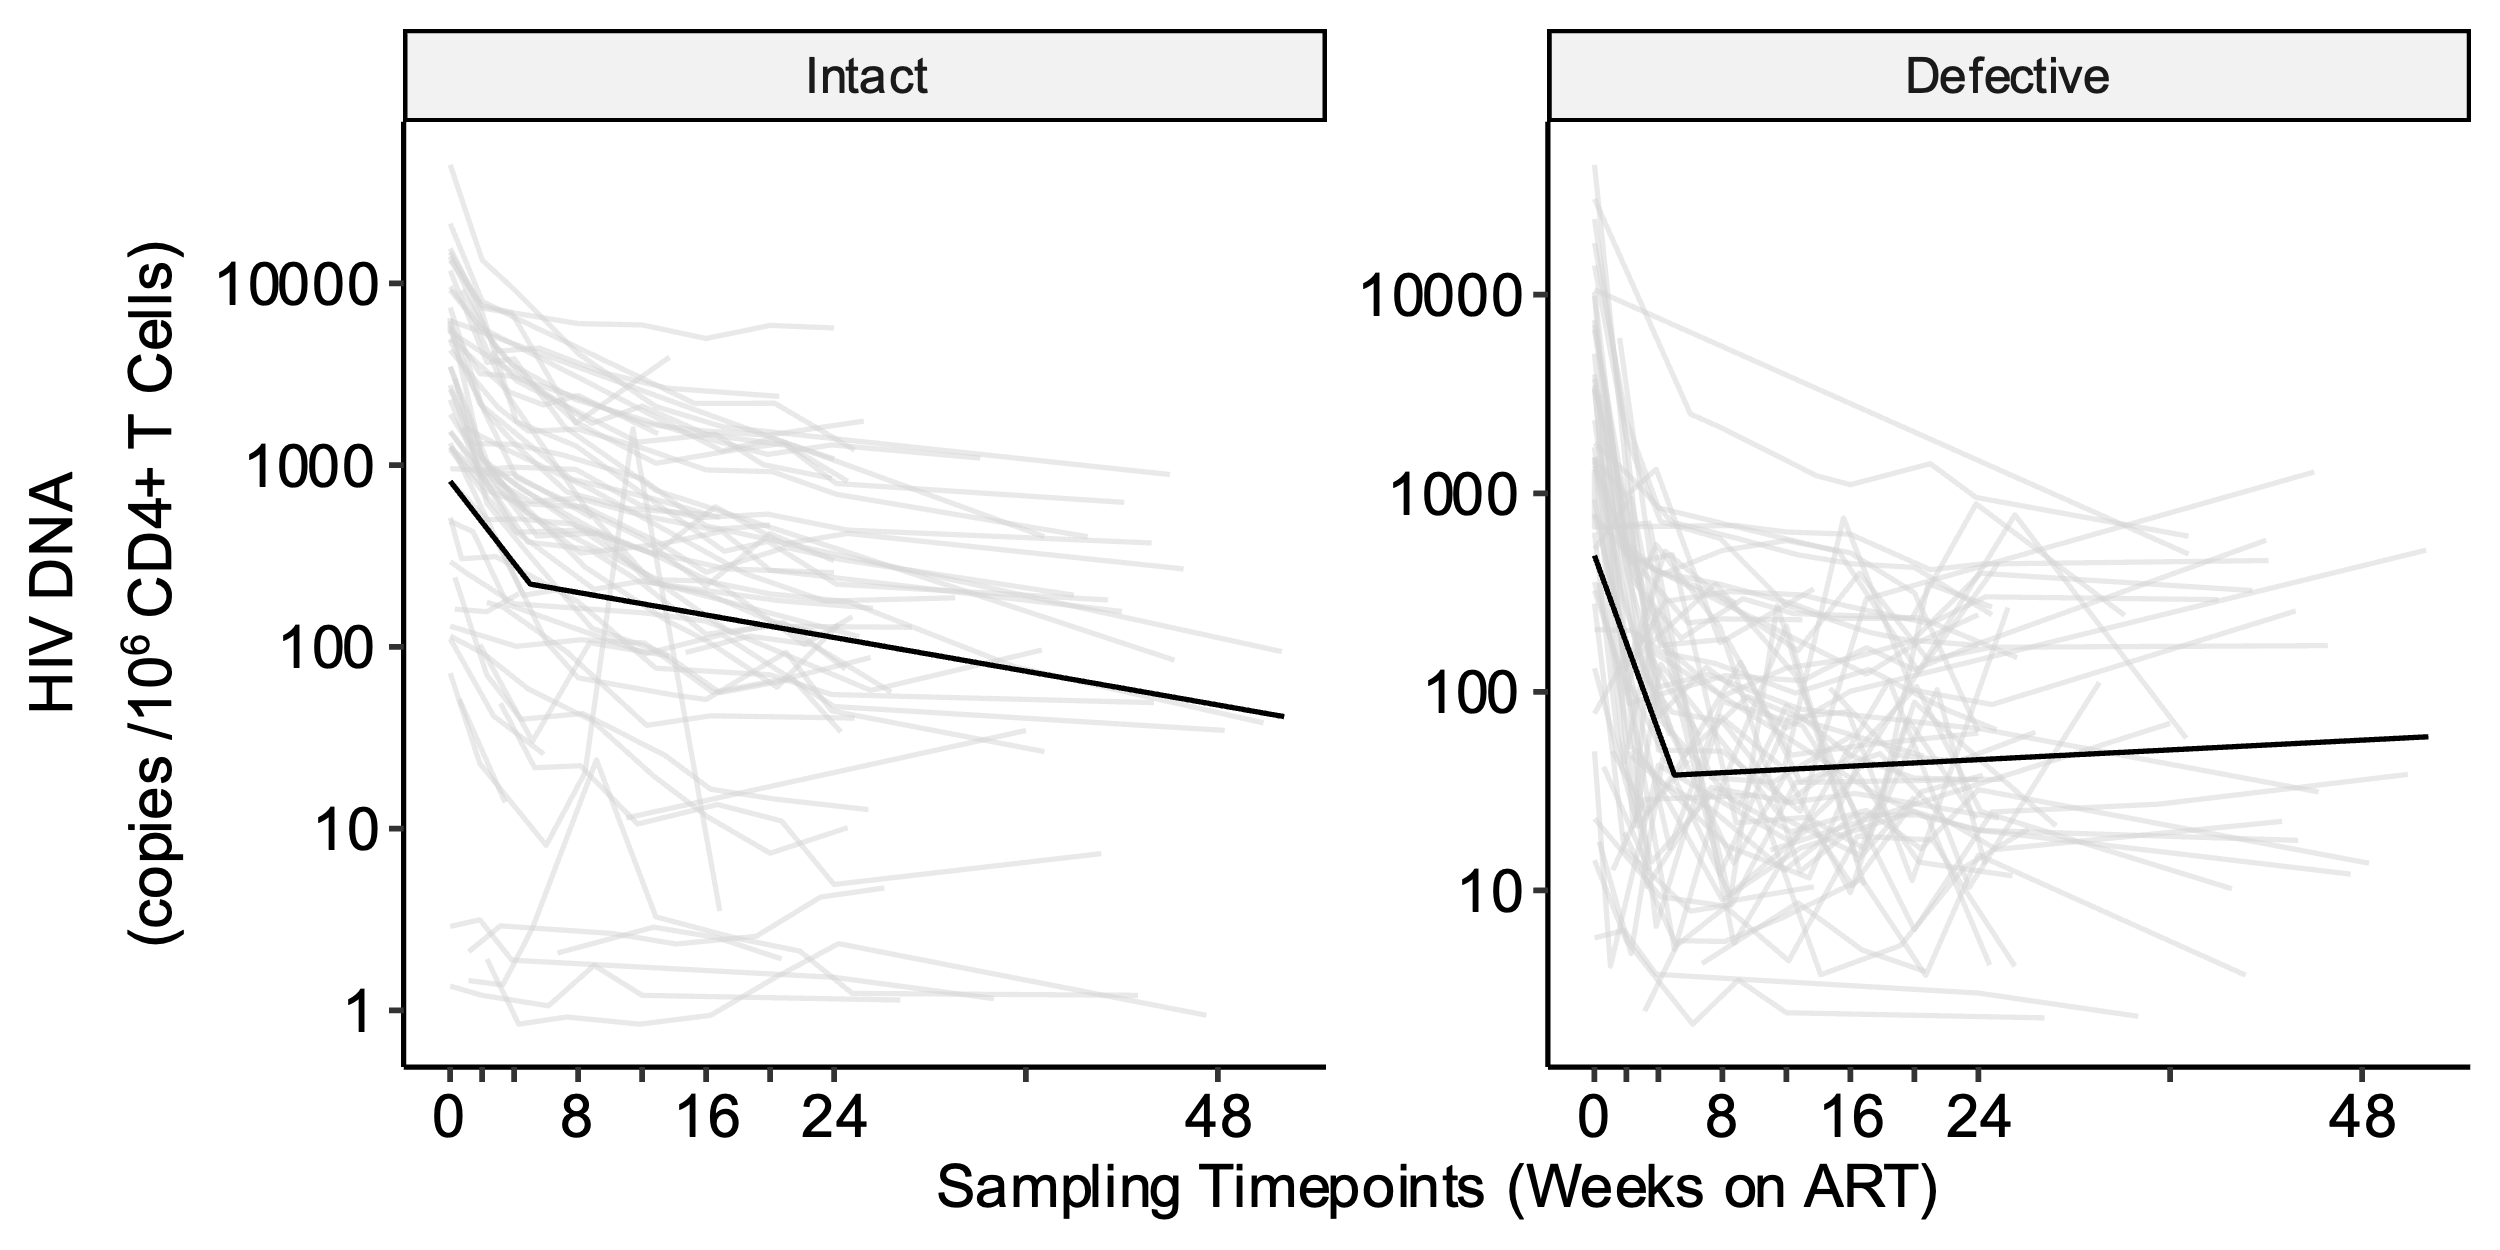 Intact
Defective
HIV DNA
(copies /10⁶ CD4+ T Cells)
10000
1000
100
10
1
10000
1000
100
10
0 8 16 24 48
0 8 16 24 48
Sampling Timepoints (Weeks on ART)